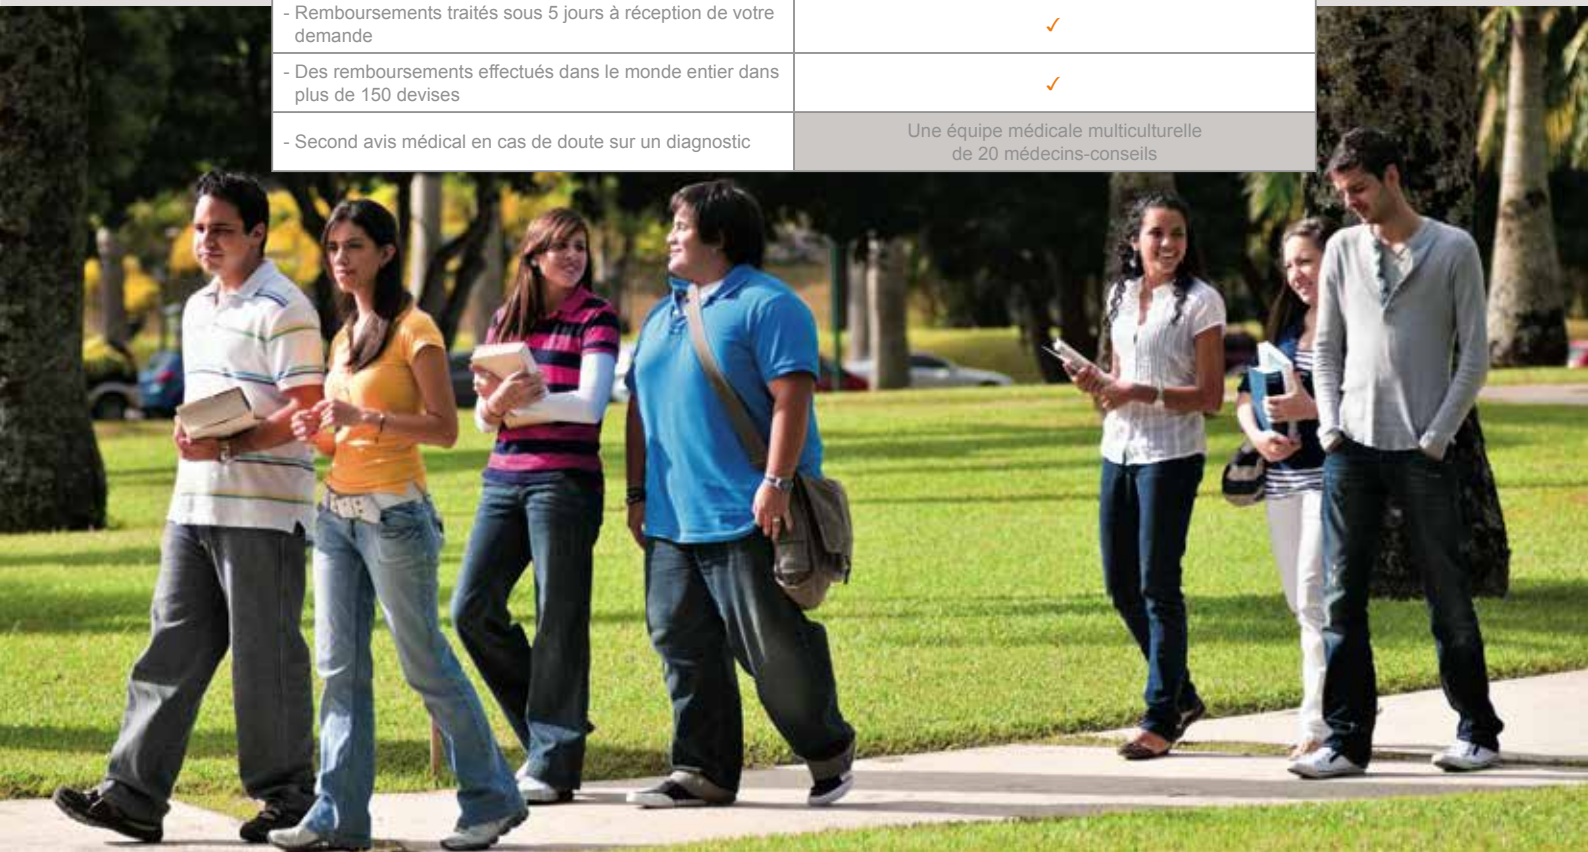 - Remboursements traités sous 5 jours à réception de votre
demande
✓
- Des remboursements effectués dans le monde entier dans
plus de 150 devises
✓
- Second avis médical en cas de doute sur un diagnostic
Une équipe médicale multiculturelle
de 20 médecins-conseils